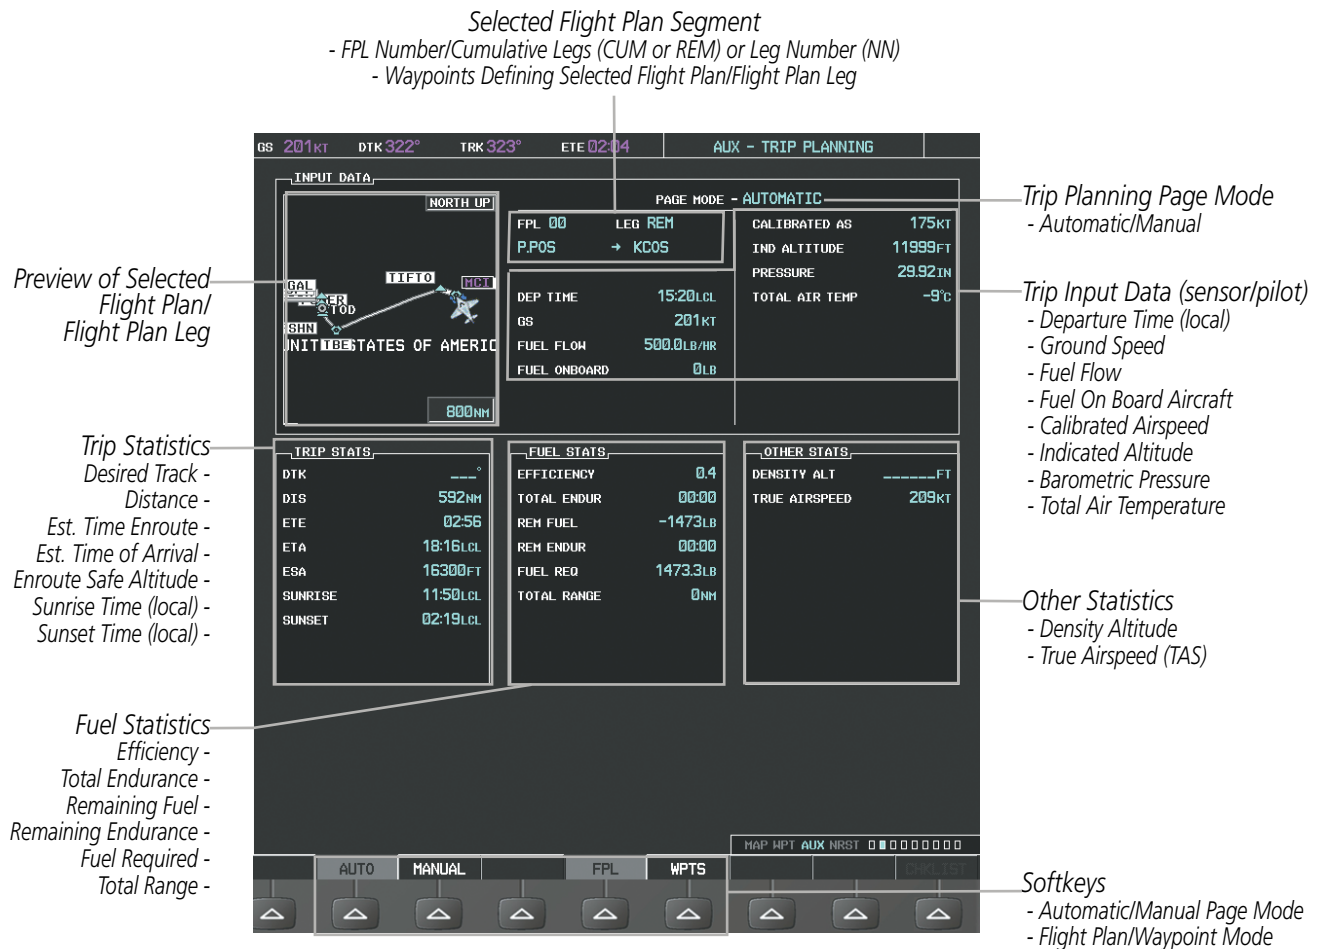 Selected Flight Plan Segment
- FPL Number/Cumulative Legs (CUM or REM) or Leg Number (NN)
- Waypoints Defining Selected Flight Plan/Flight Plan Leg
GS 201KT DTK 322° TRK 323° ETE 02:04 AUX - TRIP PLANNING
INPUT DATA
NORTH UP
PAGE MODE - AUTOMATIC
FPL 00 LEG REM
P.POS → KCOS
CALIBRATED AS 175KT
IND ALTITUDE 11999FT
PRESSURE 29.92IN
TOTAL AIR TEMP -9°C
DEP TIME 15:20LCL
GS 201KT
FUEL FLOW 500.0LB/HR
FUEL ONBOARD 0LB
TIFTO
MCI
GAL
ER
TOD
SHN
TBE
NIT STATES OF AMERIC
800NM
Trip Planning Page Mode
- Automatic/Manual
Preview of Selected
Flight Plan/
Flight Plan Leg
Trip Input Data (sensor/pilot)
- Departure Time (local)
- Ground Speed
- Fuel Flow
- Fuel On Board Aircraft
- Calibrated Airspeed
- Indicated Altitude
- Barometric Pressure
- Total Air Temperature
Trip Statistics
Desired Track -
Distance -
Est. Time Enroute -
Est. Time of Arrival -
Enroute Safe Altitude -
Sunrise Time (local) -
Sunset Time (local) -
TRIP STATS
DTK ___°
DIS 592NM
ETE 02:56
ETA 18:16LCL
ESA 16300FT
SUNRISE 11:50LCL
SUNSET 02:19LCL
FUEL STATS
EFFICIENCY 0.4
TOTAL ENDUR 00:00
REM FUEL -1473LB
REM ENDUR 00:00
FUEL REQ 1473.3LB
TOTAL RANGE 0NM
OTHER STATS
DENSITY ALT ______FT
TRUE AIRSPEED 209KT
Other Statistics
- Density Altitude
- True Airspeed (TAS)
Fuel Statistics
Efficiency -
Total Endurance -
Remaining Fuel -
Remaining Endurance -
Fuel Required -
Total Range -
MAP WPT AUX NRST
AUTO MANUAL FPL WPTS CHKLIST
Softkeys
- Automatic/Manual Page Mode
- Flight Plan/Waypoint Mode